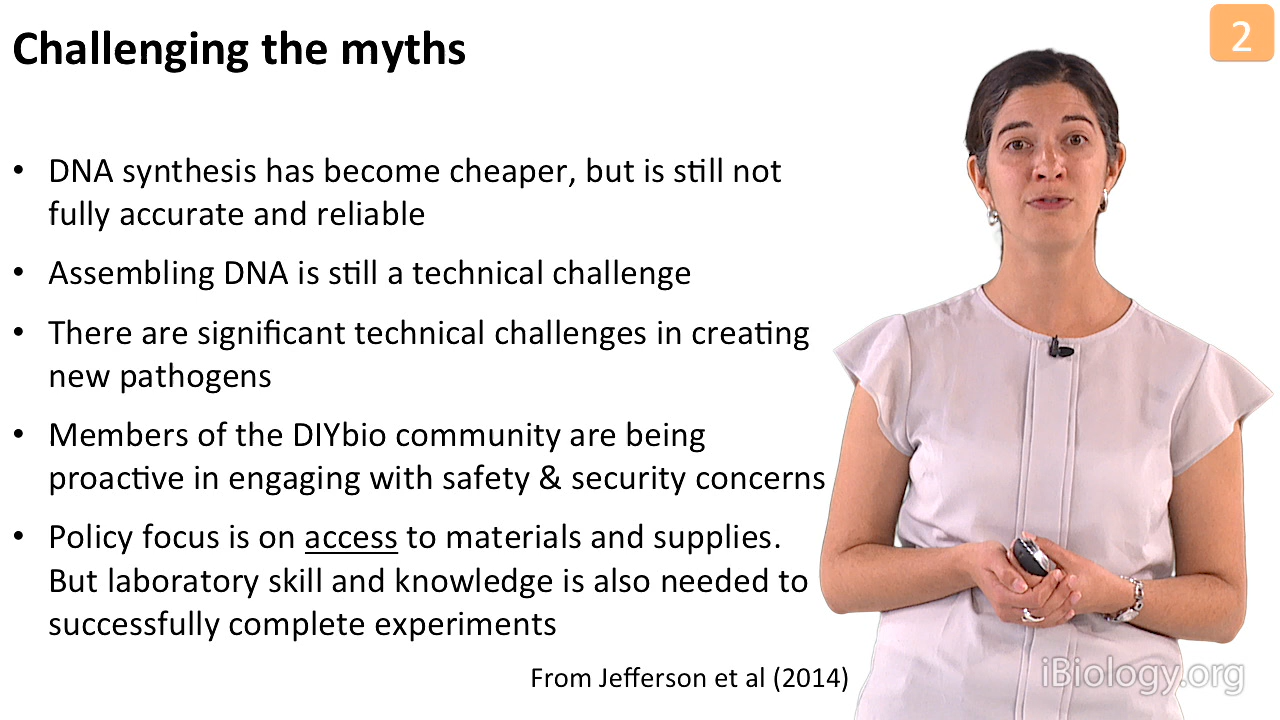 Challenging the myths
2
• DNA synthesis has become cheaper, but is still not
fully accurate and reliable
• Assembling DNA is still a technical challenge
• There are significant technical challenges in creating
new pathogens
• Members of the DIYbio community are being
proactive in engaging with safety & security concerns
• Policy focus is on access to materials and supplies.
But laboratory skill and knowledge is also needed to
successfully complete experiments
From Jefferson et al (2014)
iBiology.org